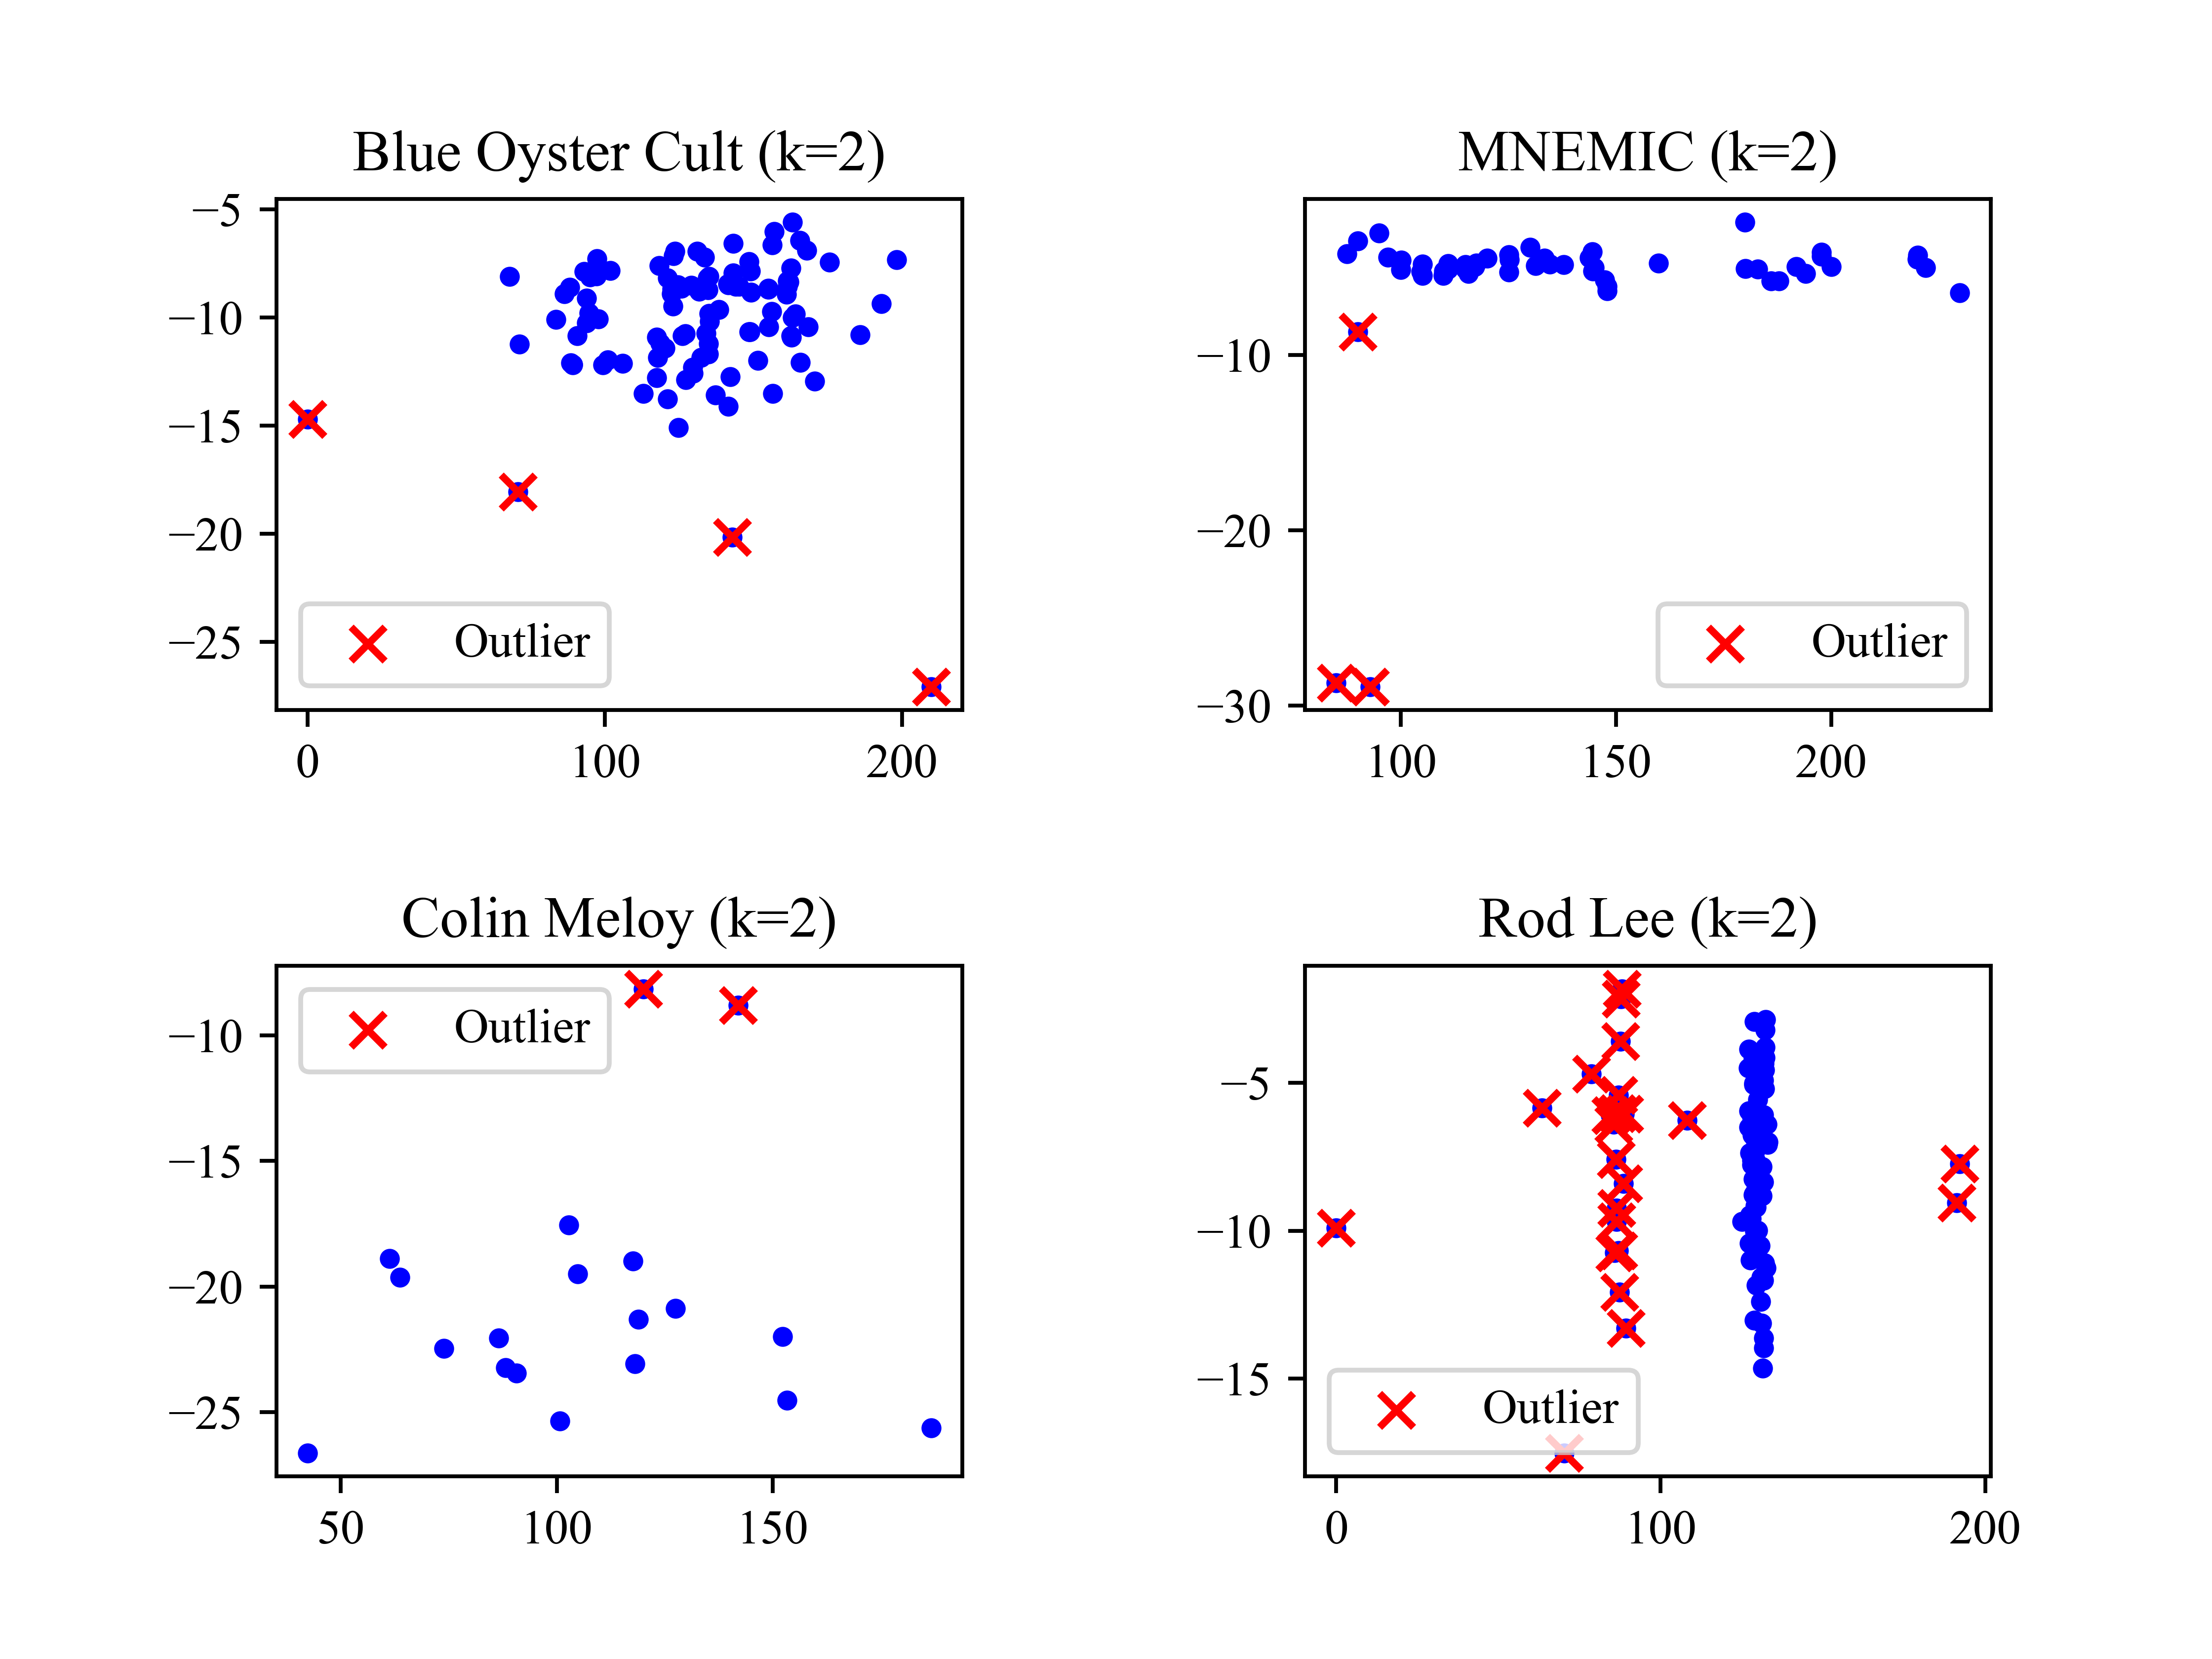 Blue Oyster Cult (k=2)
−5
−10
−15
−20
−25
Outlier
0 100 200
MNEMIC (k=2)
−10
−20
−30
Outlier
100 150 200
Colin Meloy (k=2)
Outlier
−10
−15
−20
−25
50 100 150
Rod Lee (k=2)
−5
−10
−15
Outlier
0 100 200